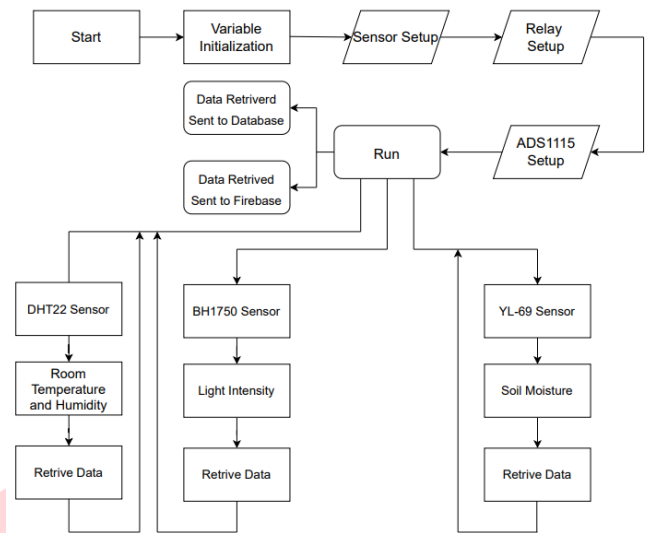 Start
Variable
Initialization
Sensor Setup
Relay
Setup
Data Retriverd
Sent to Database
Run
ADS1115
Setup
Data Retrived
Sent to Firebase
DHT22 Sensor
BH1750 Sensor
YL-69 Sensor
Room
Temperature
and Humidity
Light Intensity
Soil Moisture
Retrive Data
Retrive Data
Retrive Data